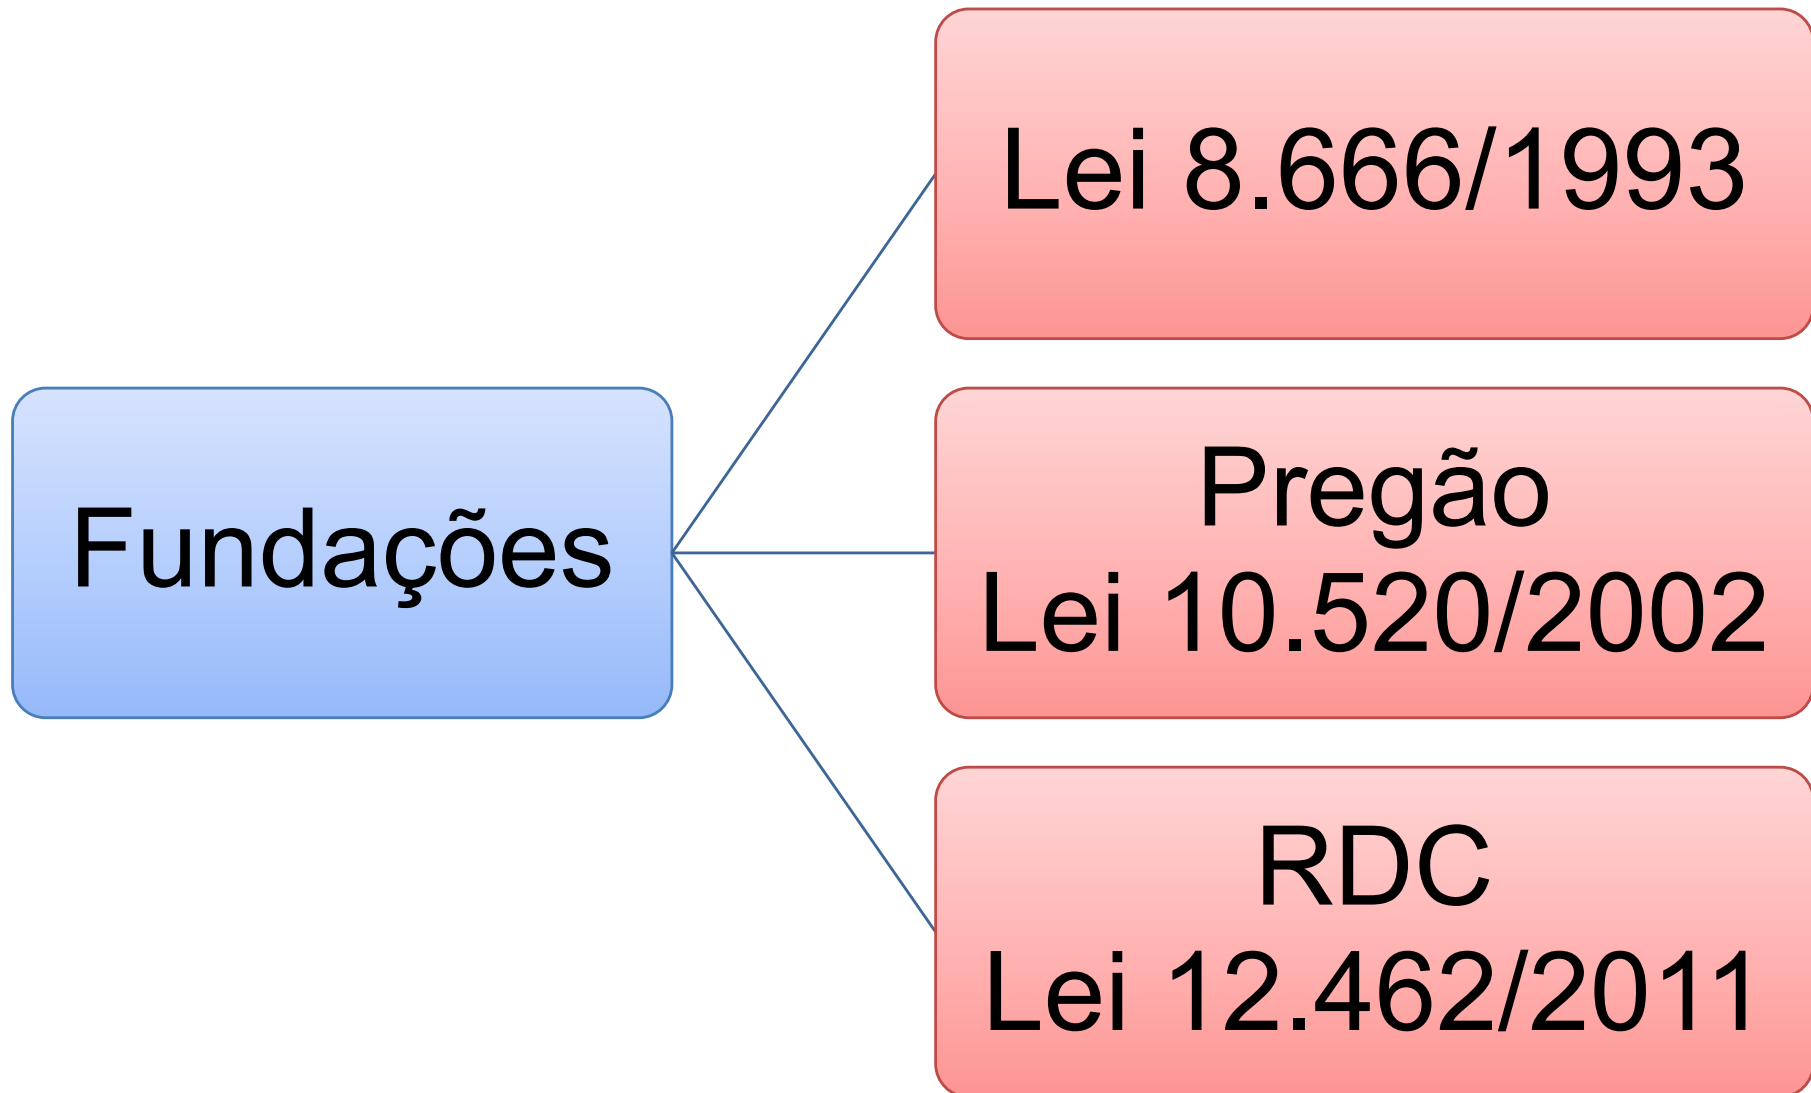 Fundações
Lei 8.666/1993
Pregão
Lei 10.520/2002
RDC
Lei 12.462/2011